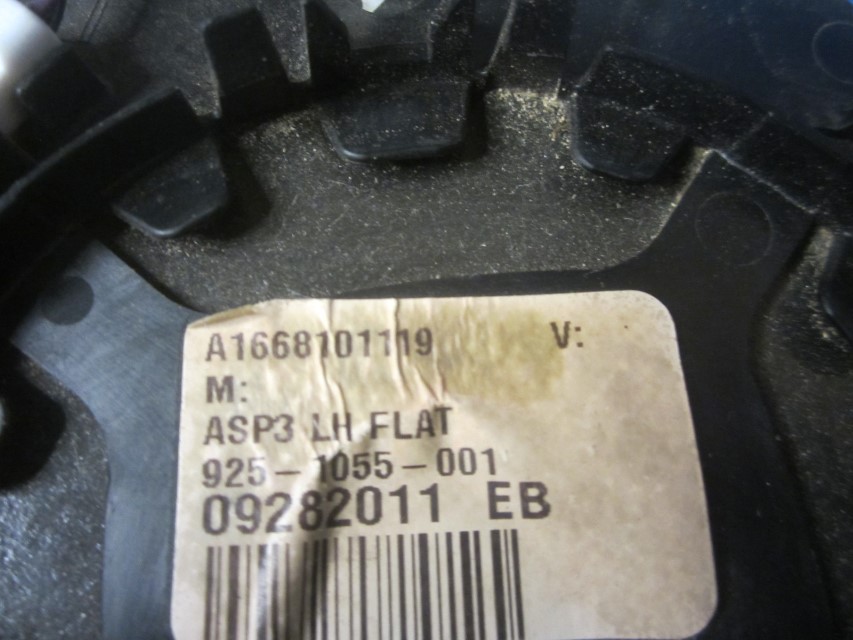 A1668101119 V:
M:
ASP3 LH FLAT
925-1055-001
09282011 EB